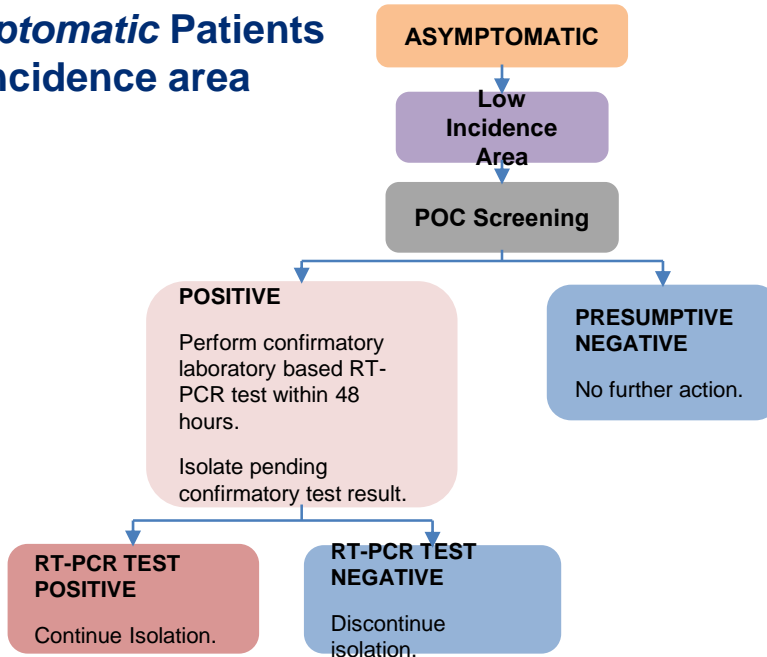 ptomatic Patients
ncidence area
ASYMPTOMATIC
Low
Incidence
Area
POC Screening
POSITIVE
Perform confirmatory
laboratory based RT-
PCR test within 48
hours.
Isolate pending
confirmatory test result.
PRESUMPTIVE
NEGATIVE
No further action.
RT-PCR TEST
POSITIVE
Continue Isolation.
RT-PCR TEST
NEGATIVE
Discontinue
isolation.